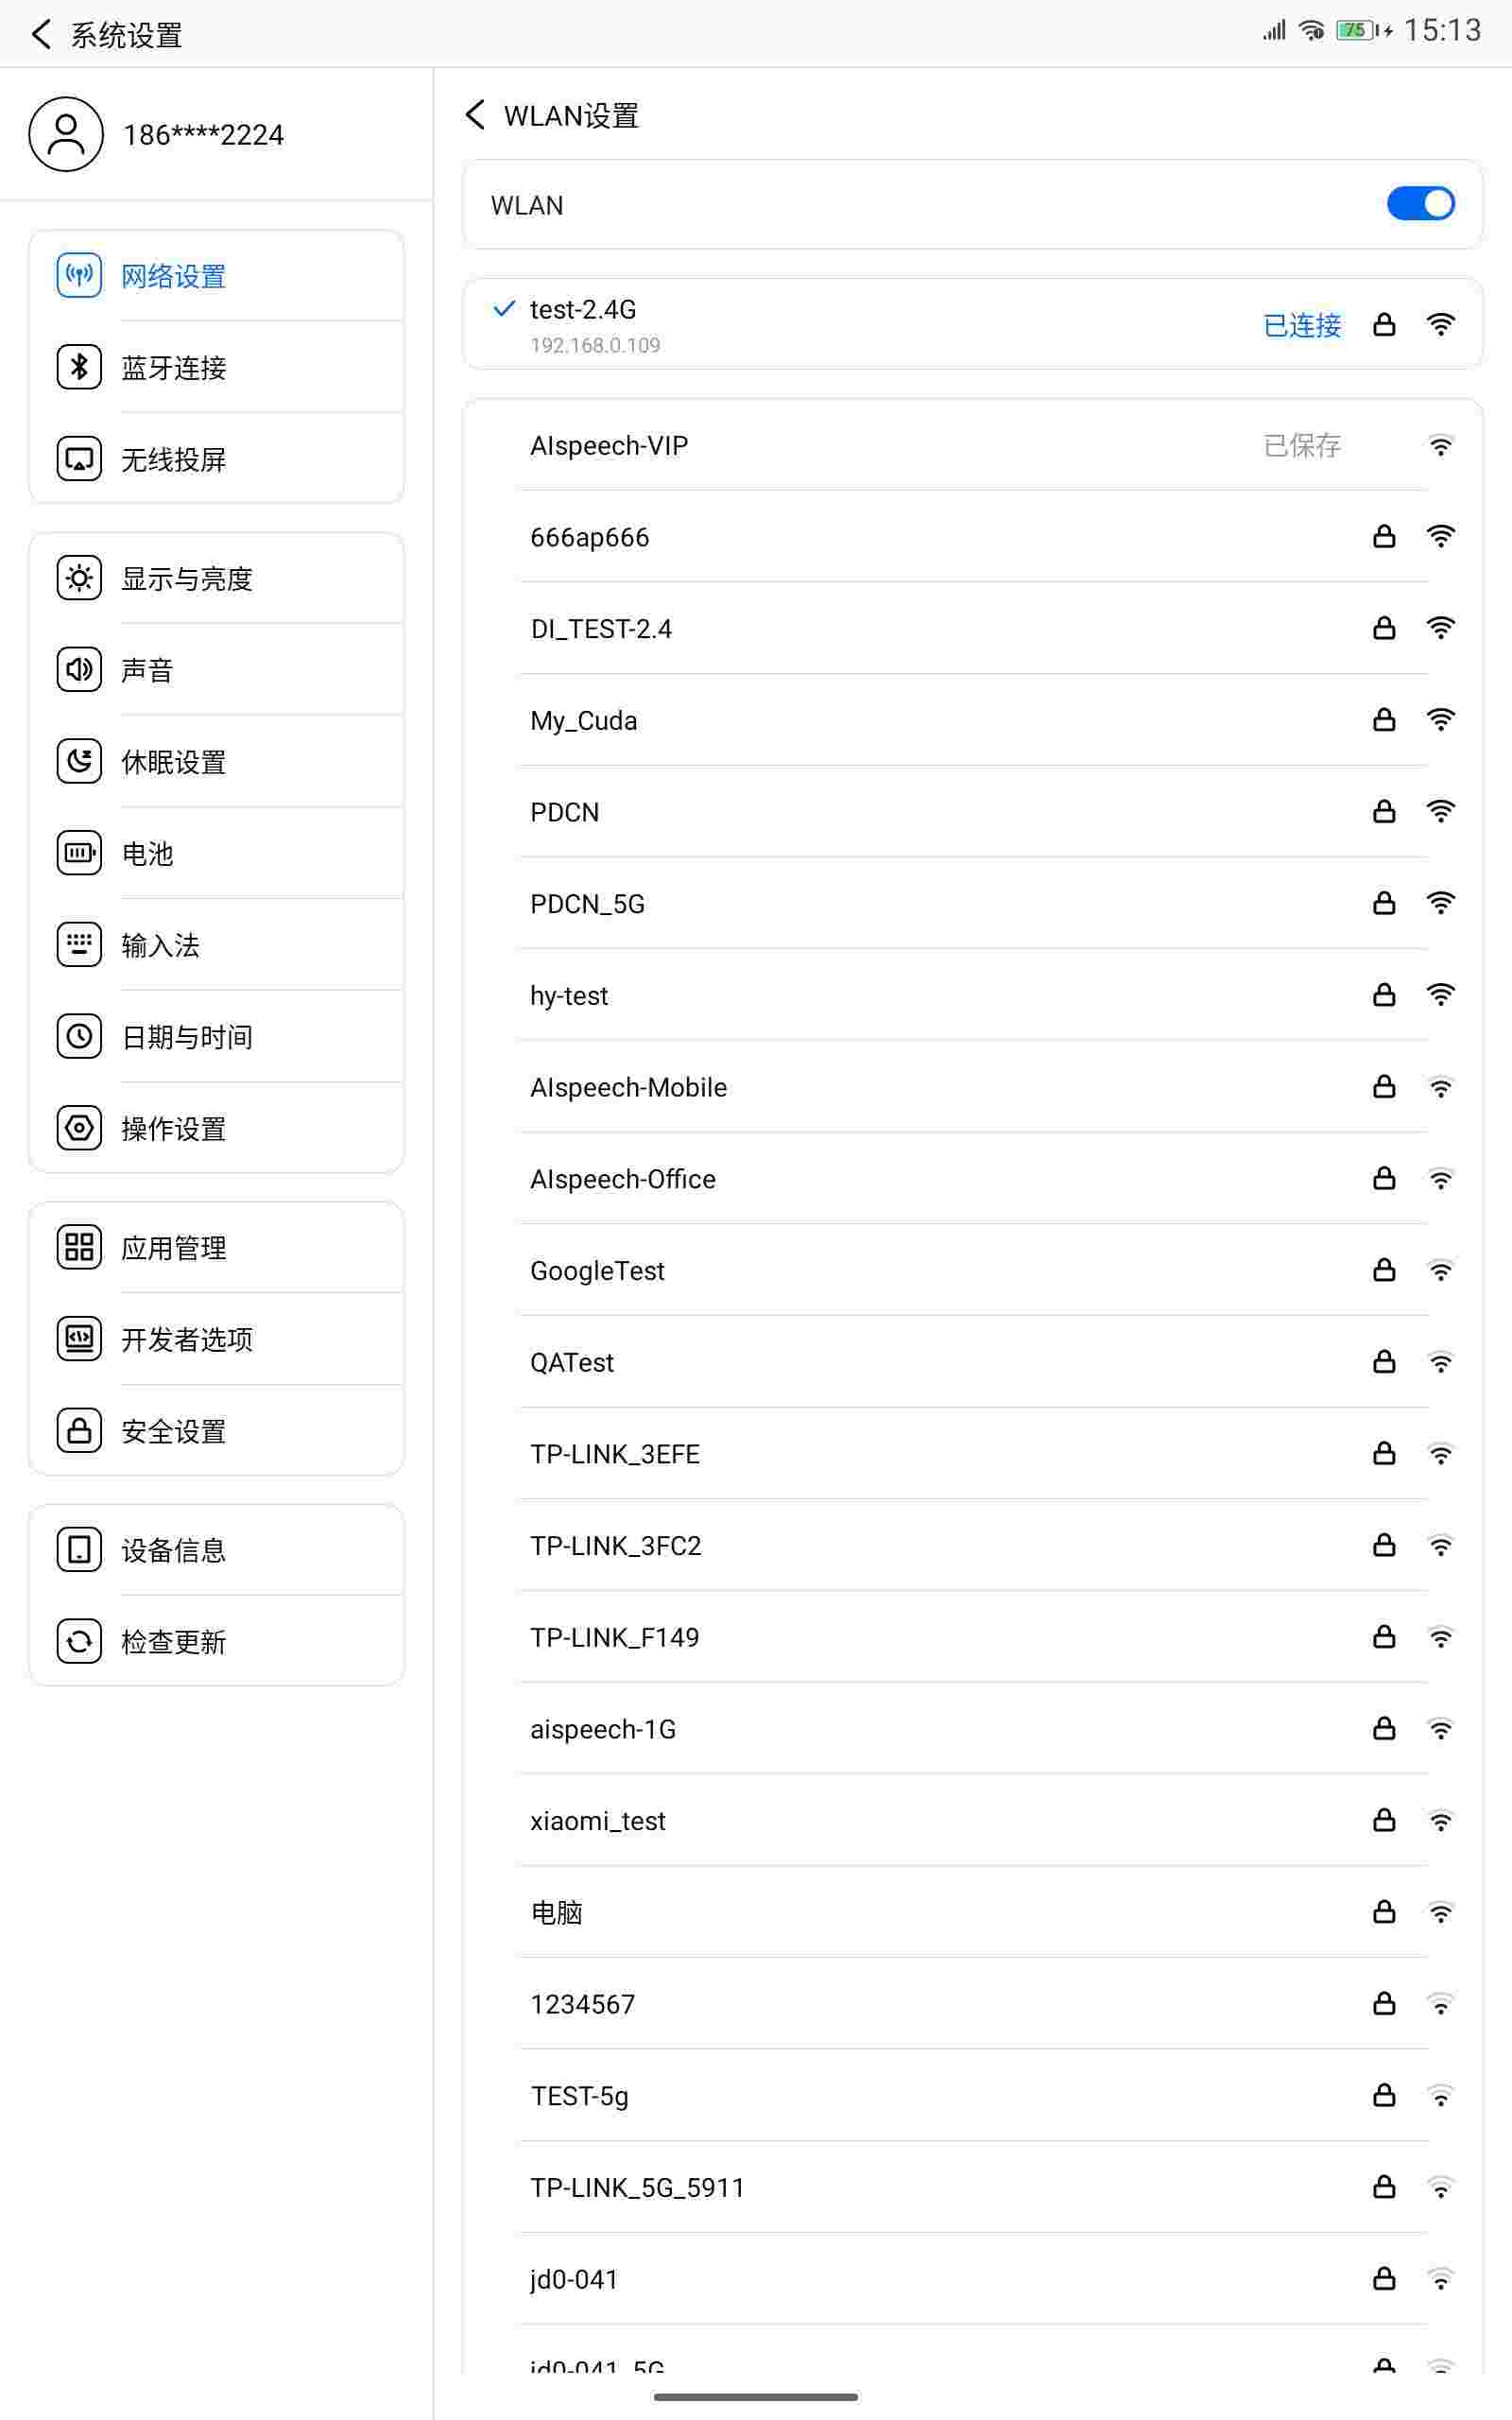 系统设置
75
15:13
186****2224
网络设置
蓝牙连接
无线投屏
显示与亮度
声音
休眠设置
电池
输入法
日期与时间
操作设置
应用管理
开发者选项
安全设置
设备信息
检查更新
WLAN设置
WLAN
test-2.4G
192.168.0.109
已连接
AIspeech-VIP
已保存
666ap666
DI_TEST-2.4
My_Cuda
PDCN
PDCN_5G
hy-test
AIspeech-Mobile
AIspeech-Office
GoogleTest
QATest
TP-LINK_3EFE
TP-LINK_3FC2
TP-LINK_F149
aispeech-1G
xiaomi_test
电脑
1234567
TEST-5g
TP-LINK_5G_5911
jd0-041
jd0-041_5G